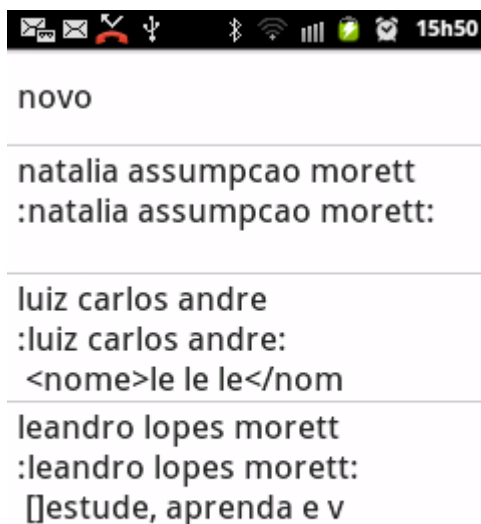 15h50
novo
natalia assumpcao morett
:natalia assumpcao morett:
luiz carlos andre
:luiz carlos andre:
<nome>le le le</nom
leandro lopes morett
:leandro lopes morett:
[]estude, aprenda e v